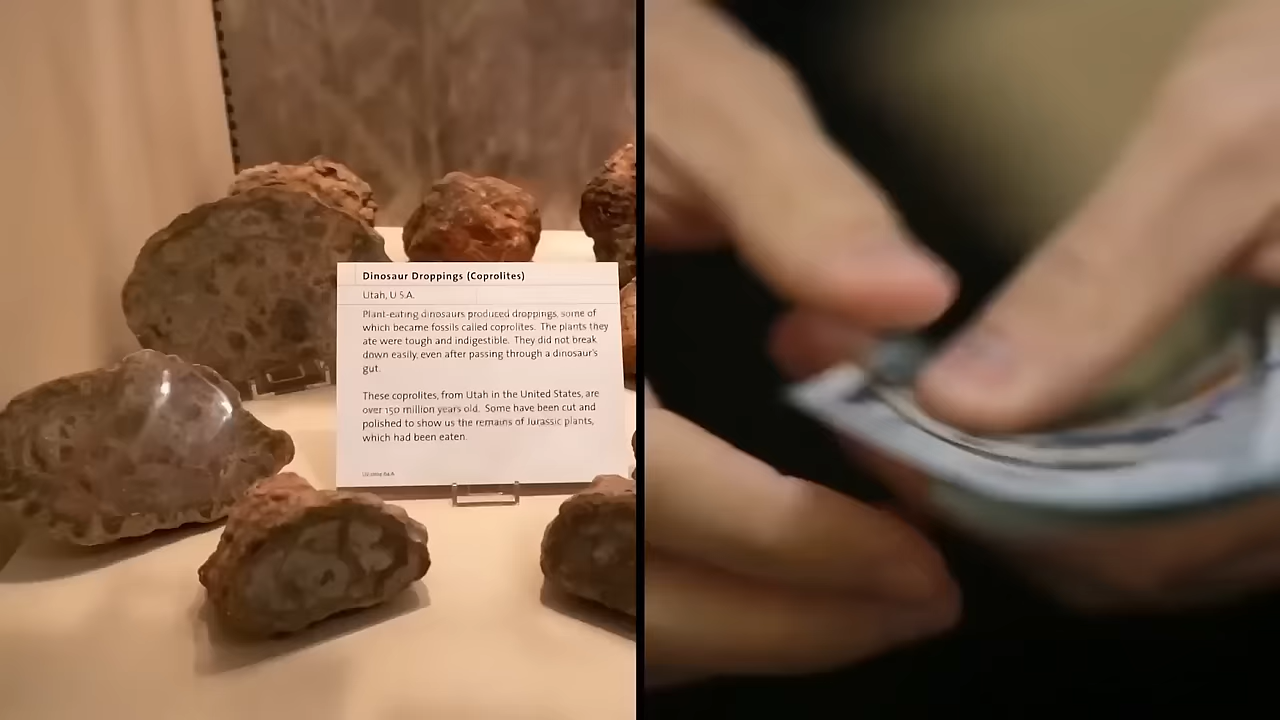 Dinosaur Droppings (Coprolites)
Utah, U.S.A.
Plant-eating dinosaurs produced droppings, some of
which became fossils called coprolites. The plants they
ate were tough and indigestible. They did not break
down easily, even after passing through a dinosaur's
gut.
These coprolites, from Utah in the United States, are
over 150 million years old. Some have been cut and
polished to show us the remains of Jurassic plants,
which had been eaten.